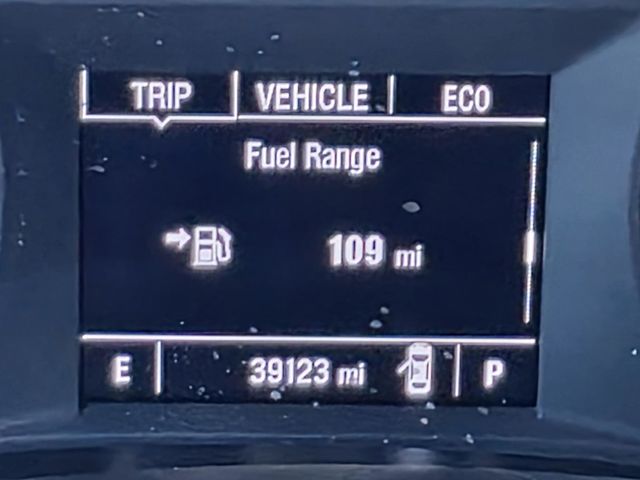 TRIP VEHICLE ECO
Fuel Range
109 mi
E 39123 mi P